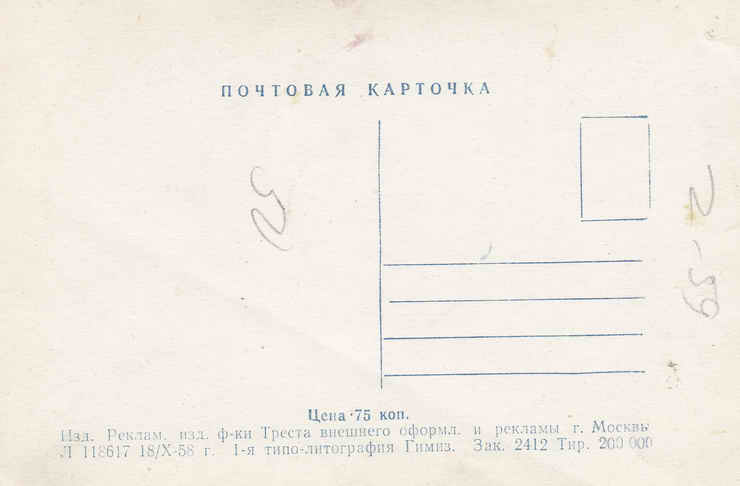 ПОЧТОВАЯ КАРТОЧКА
Цена 75 коп.
Изд. Реклам. изд. ф-ки Треста внешнего оформл. и рекламы г. Москвы
Л 118617 18/X-58 г. 1-я типо-литография Гимиз. Зак. 2412 Тир. 200 000